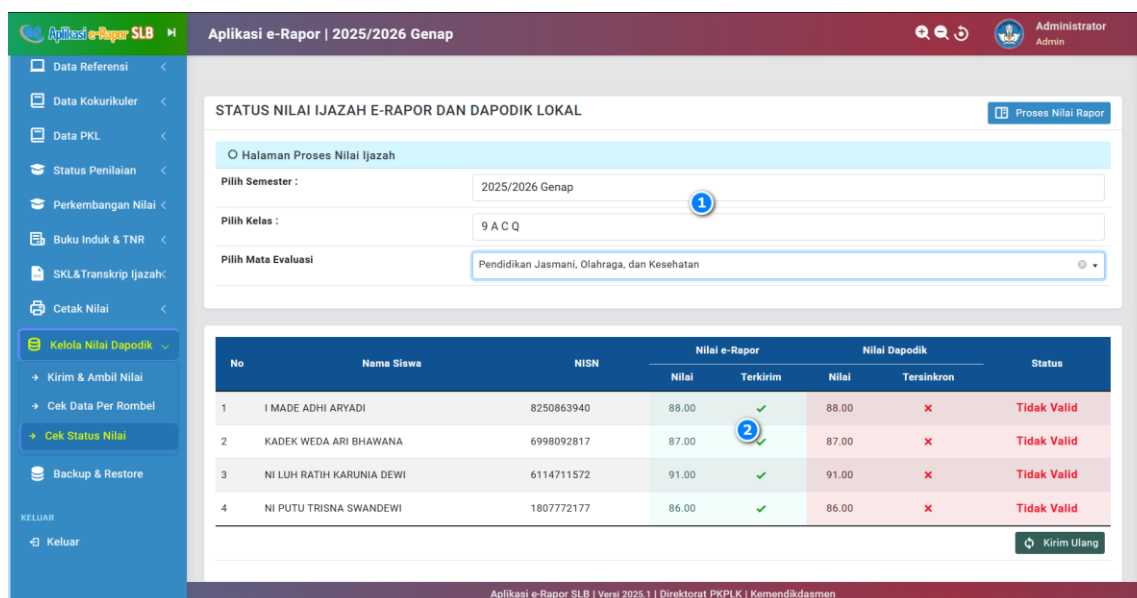 Aplikasi e-Rapor SLB
Aplikasi e-Rapor | 2025/2026 Genap
Administrator
Admin
Data Referensi
Data Kokurikuler
Data PKL
Status Penilaian
Perkembangan Nilai
Buku Induk & TNR
SKL&Transkrip Ijazah
Cetak Nilai
Kelola Nilai Dapodik
Kirim & Ambil Nilai
Cek Data Per Rombel
Cek Status Nilai
Backup & Restore
KELUAR
Keluar
STATUS NILAI IJAZAH E-RAPOR DAN DAPODIK LOKAL
Proses Nilai Rapor
Halaman Proses Nilai Ijazah
Pilih Semester : 2025/2026 Genap
1
Pilih Kelas : 9 A C Q
Pilih Mata Evaluasi Pendidikan Jasmani, Olahraga, dan Kesehatan
No Nama Siswa NISN Nilai e-Rapor Nilai Dapodik Status
Nilai Terkirim Nilai Tersinkron
1 I MADE ADHI ARYADI 8250863940 88.00 88.00 Tidak Valid
2
2 KADEK WEDA ARI BHAWANA 6998092817 87.00 87.00 Tidak Valid
3 NI LUH RATIH KARUNIA DEWI 6114711572 91.00 91.00 Tidak Valid
4 NI PUTU TRISNA SWANDEWI 1807772177 86.00 86.00 Tidak Valid
Kirim Ulang
Aplikasi e-Rapor SLB | Versi 2025.1 | Direktorat PKPLK | Kemendikdasmen